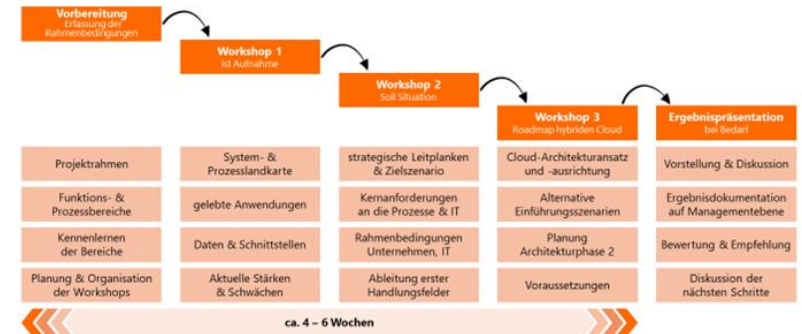 Vorbereitung
Erfassung der
Rahmenbedingungen
Workshop 1
Ist Aufnahme
Workshop 2
Soll Situation
Workshop 3
Roadmap hybriden Cloud
Ergebnispräsentation
bei Bedarf
Projektrahmen
Funktions- &
Prozessbereiche
Kennenlernen
der Bereiche
Planung & Organisation
der Workshops
System- &
Prozesslandkarte
gelebte Anwendungen
Daten & Schnittstellen
Aktuelle Stärken
& Schwächen
strategische Leitplanken
& Zielszenario
Kernanforderungen
an die Prozesse & IT
Rahmenbedingungen
Unternehmen, IT
Ableitung erster
Handlungsfelder
Cloud-Architekturansatz
und -ausrichtung
Alternative
Einführungsszenarien
Planung
Architekturphase 2
Voraussetzungen
Vorstellung & Diskussion
Ergebnisdokumentation
auf Managementebene
Bewertung & Empfehlung
Diskussion der
nächsten Schritte
ca. 4 – 6 Wochen